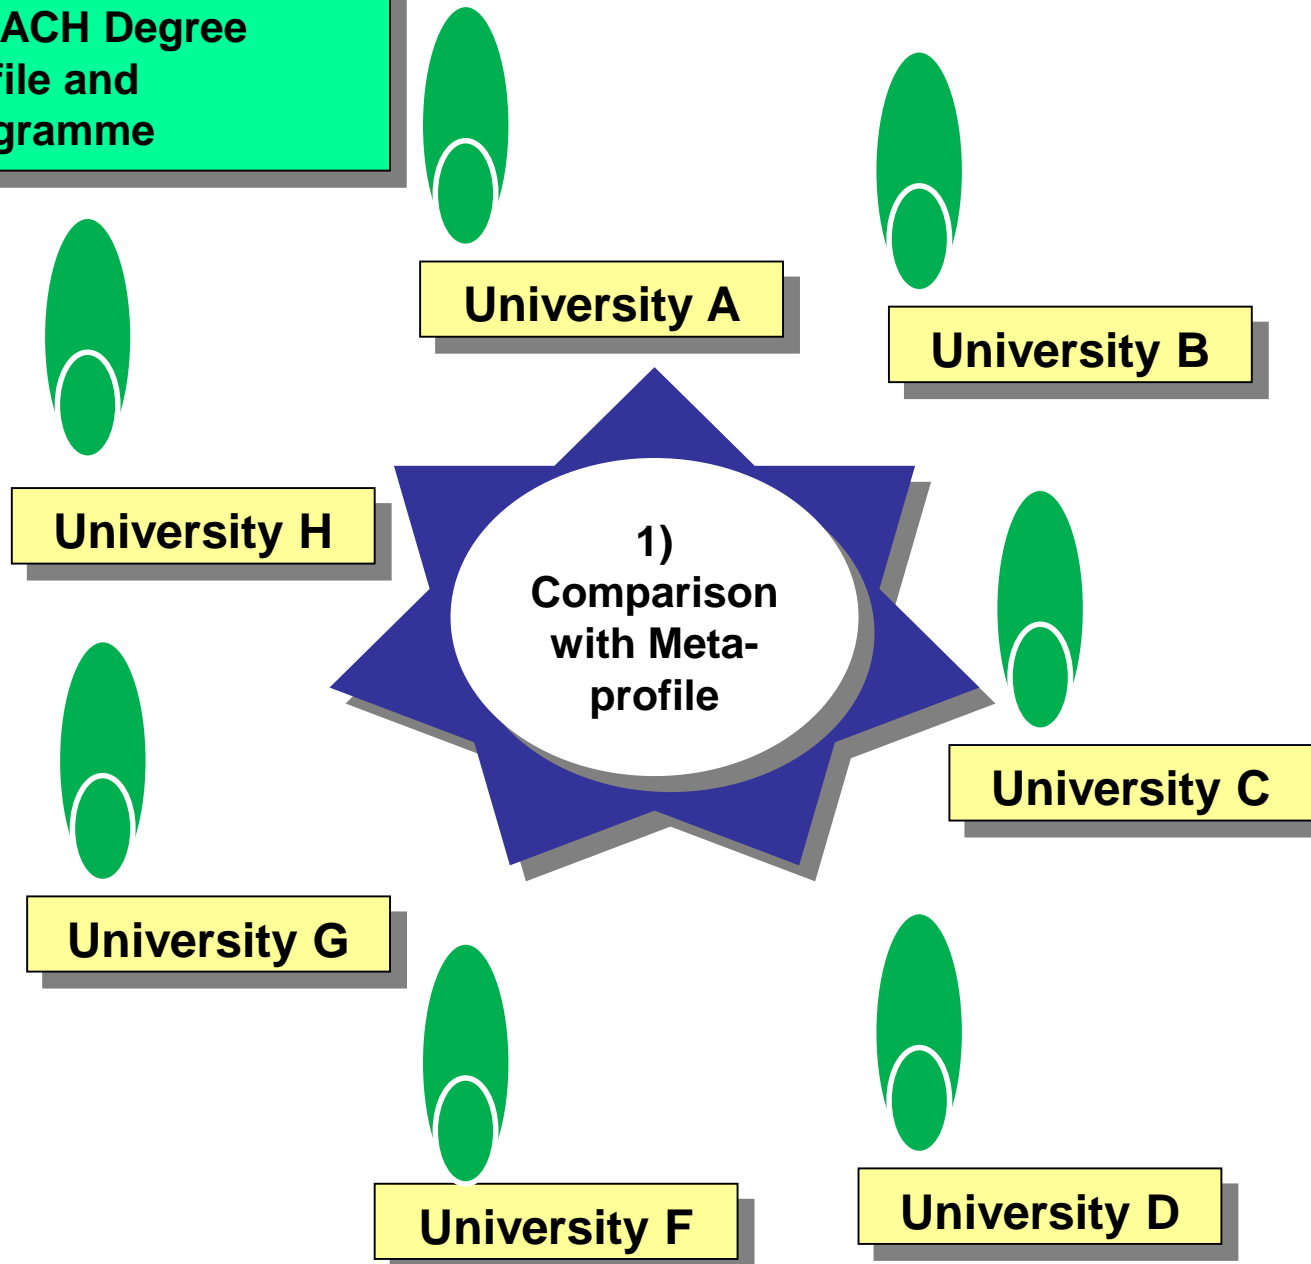 ACH Degree
file and
gramme
University A
University B
University H
1)
Comparison
with Meta-
profile
University C
University G
University F
University D